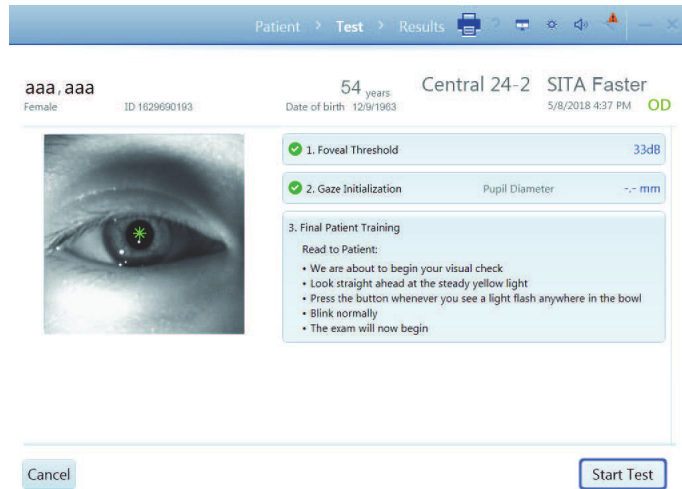 Patient > Test > Results ?
aaa, aaa
Female ID 1629690193
54 years
Date of birth 12/9/1963
Central 24-2 SITA Faster
5/8/2018 4:37 PM OD
1. Foveal Threshold 33dB
2. Gaze Initialization Pupil Diameter -.- mm
3. Final Patient Training
Read to Patient:
• We are about to begin your visual check
• Look straight ahead at the steady yellow light
• Press the button whenever you see a light flash anywhere in the bowl
• Blink normally
• The exam will now begin
Cancel Start Test